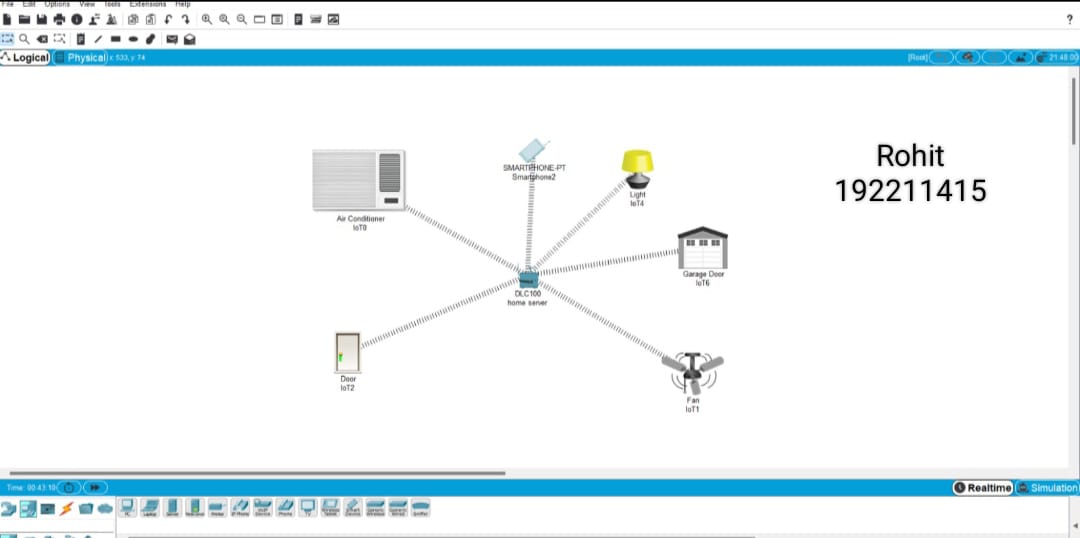 File Edit Options View Tools Extensions Help
?
Logical Physical x: 533, y: 74
[Root] 21:48:00
Rohit
192211415
SMARTPHONE-PT
Smartphone2
Light
IoT4
Air Conditioner
IoT0
Garage Door
IoT6
DLC100
home server
Door
IoT2
Fan
IoT1
Time: 00:43:10
Realtime Simulation
PC Laptop Server Printer IP Phone VoIP Device Phone TV Wireless Tablet Smart Device Generic Wireless Generic Wired Sniffer